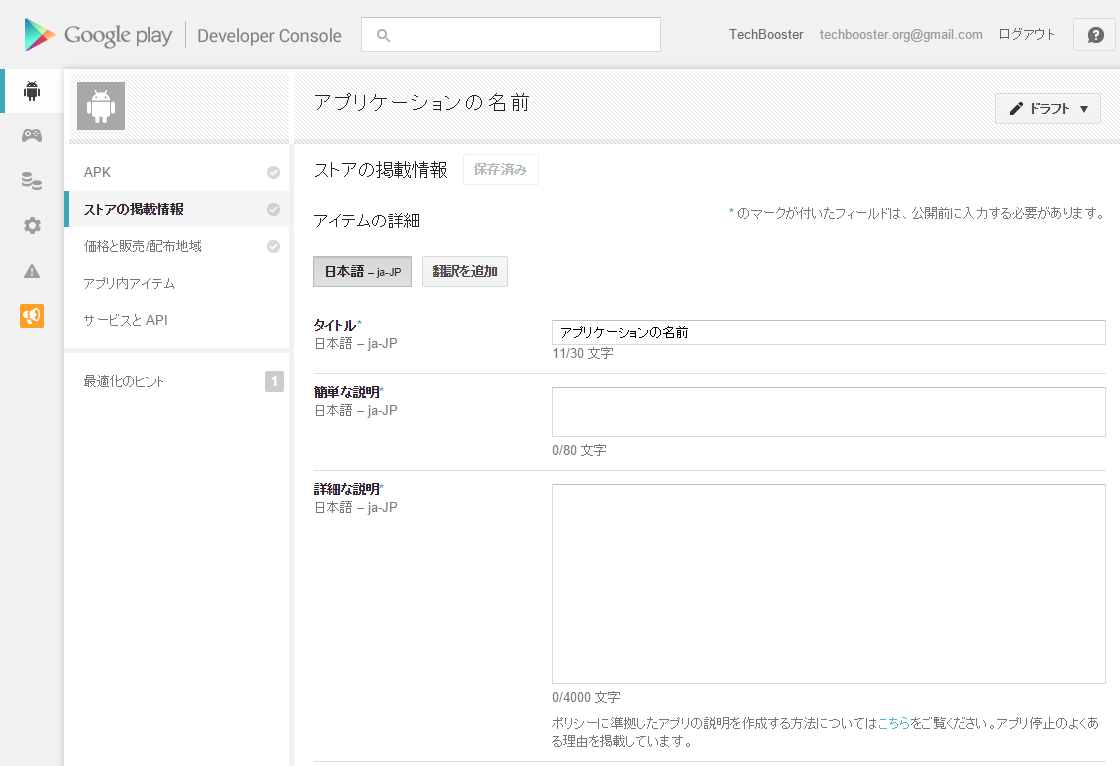 Google play Developer Console
TechBooster techbooster.org@gmail.com ログアウト
アプリケーションの名前
ドラフト
APK
ストアの掲載情報
価格と販売/配布地域
アプリ内アイテム
サービスと API
最適化のヒント 1
ストアの掲載情報 保存済み
アイテムの詳細
* のマークが付いたフィールドは、公開前に入力する必要があります。
日本語 – ja-JP 翻訳を追加
タイトル*
日本語 – ja-JP
アプリケーションの名前
11/30 文字
簡単な説明*
日本語 – ja-JP
0/80 文字
詳細な説明*
日本語 – ja-JP
0/4000 文字
ポリシーに準拠したアプリの説明を作成する方法についてはこちらをご覧ください。アプリ停止のよくあ
る理由を掲載しています。